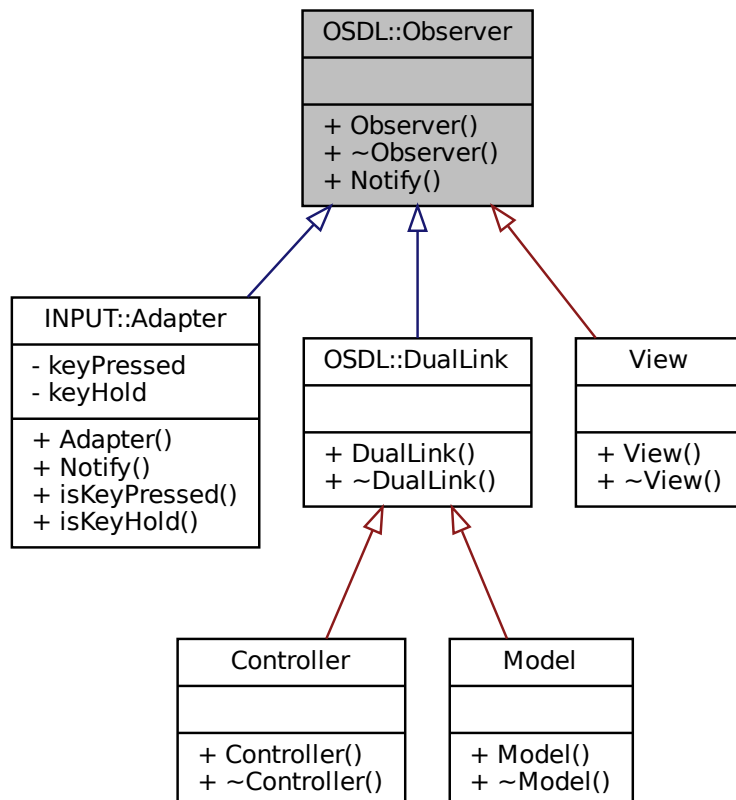 OSDL::Observer
+ Observer()
+ ~Observer()
+ Notify()
INPUT::Adapter
- keyPressed
- keyHold
+ Adapter()
+ Notify()
+ isKeyPressed()
+ isKeyHold()
OSDL::DualLink
+ DualLink()
+ ~DualLink()
View
+ View()
+ ~View()
Controller
+ Controller()
+ ~Controller()
Model
+ Model()
+ ~Model()